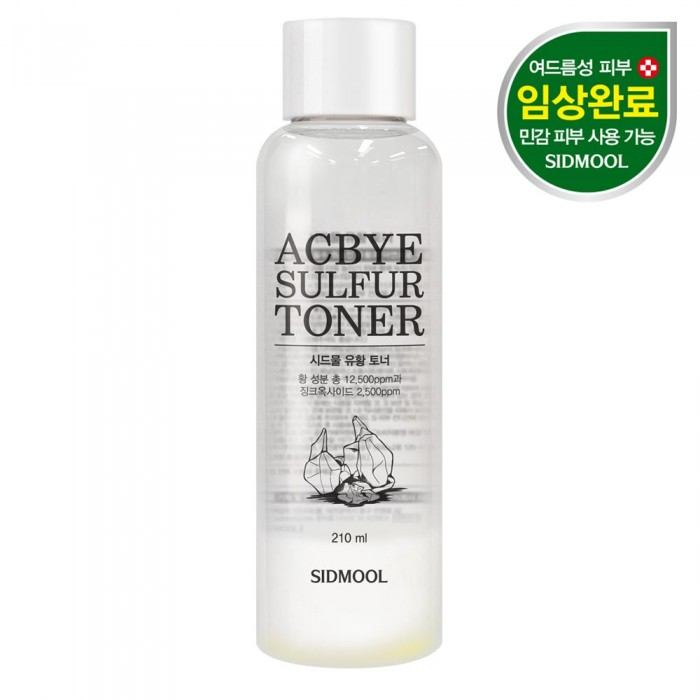 여드름성 피부
임상완료
민감 피부 사용 가능
SIDMOOL
ACBYE
SULFUR
TONER
시드물 유황 토너
황 성분 총 12,500ppm과
징크옥사이드 2,500ppm
210 ml
SIDMOOL